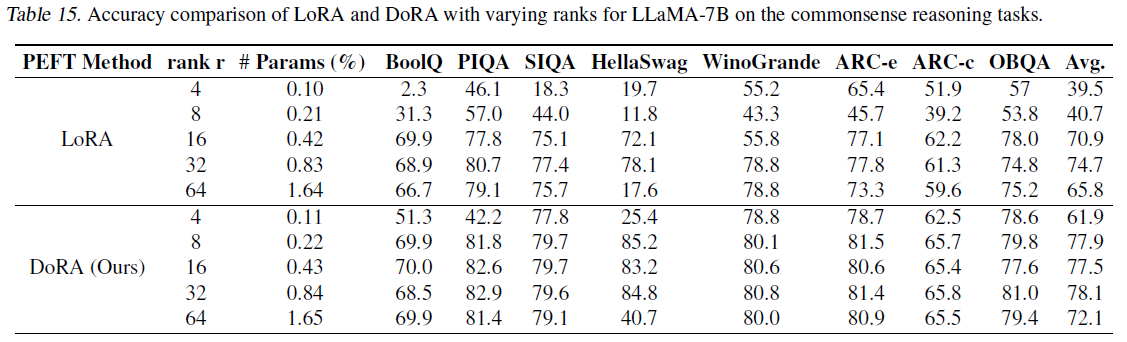 Table 15. Accuracy comparison of LoRA and DoRA with varying ranks for LLaMA-7B on the commonsense reasoning tasks.
PEFT Method rank r # Params (%) BoolQ PIQA SIQA HellaSwag WinoGrande ARC-e ARC-c OBQA Avg.
4 0.10 2.3 46.1 18.3 19.7 55.2 65.4 51.9 57 39.5
8 0.21 31.3 57.0 44.0 11.8 43.3 45.7 39.2 53.8 40.7
LoRA 16 0.42 69.9 77.8 75.1 72.1 55.8 77.1 62.2 78.0 70.9
32 0.83 68.9 80.7 77.4 78.1 78.8 77.8 61.3 74.8 74.7
64 1.64 66.7 79.1 75.7 17.6 78.8 73.3 59.6 75.2 65.8
4 0.11 51.3 42.2 77.8 25.4 78.8 78.7 62.5 78.6 61.9
8 0.22 69.9 81.8 79.7 85.2 80.1 81.5 65.7 79.8 77.9
DoRA (Ours) 16 0.43 70.0 82.6 79.7 83.2 80.6 80.6 65.4 77.6 77.5
32 0.84 68.5 82.9 79.6 84.8 80.8 81.4 65.8 81.0 78.1
64 1.65 69.9 81.4 79.1 40.7 80.0 80.9 65.5 79.4 72.1